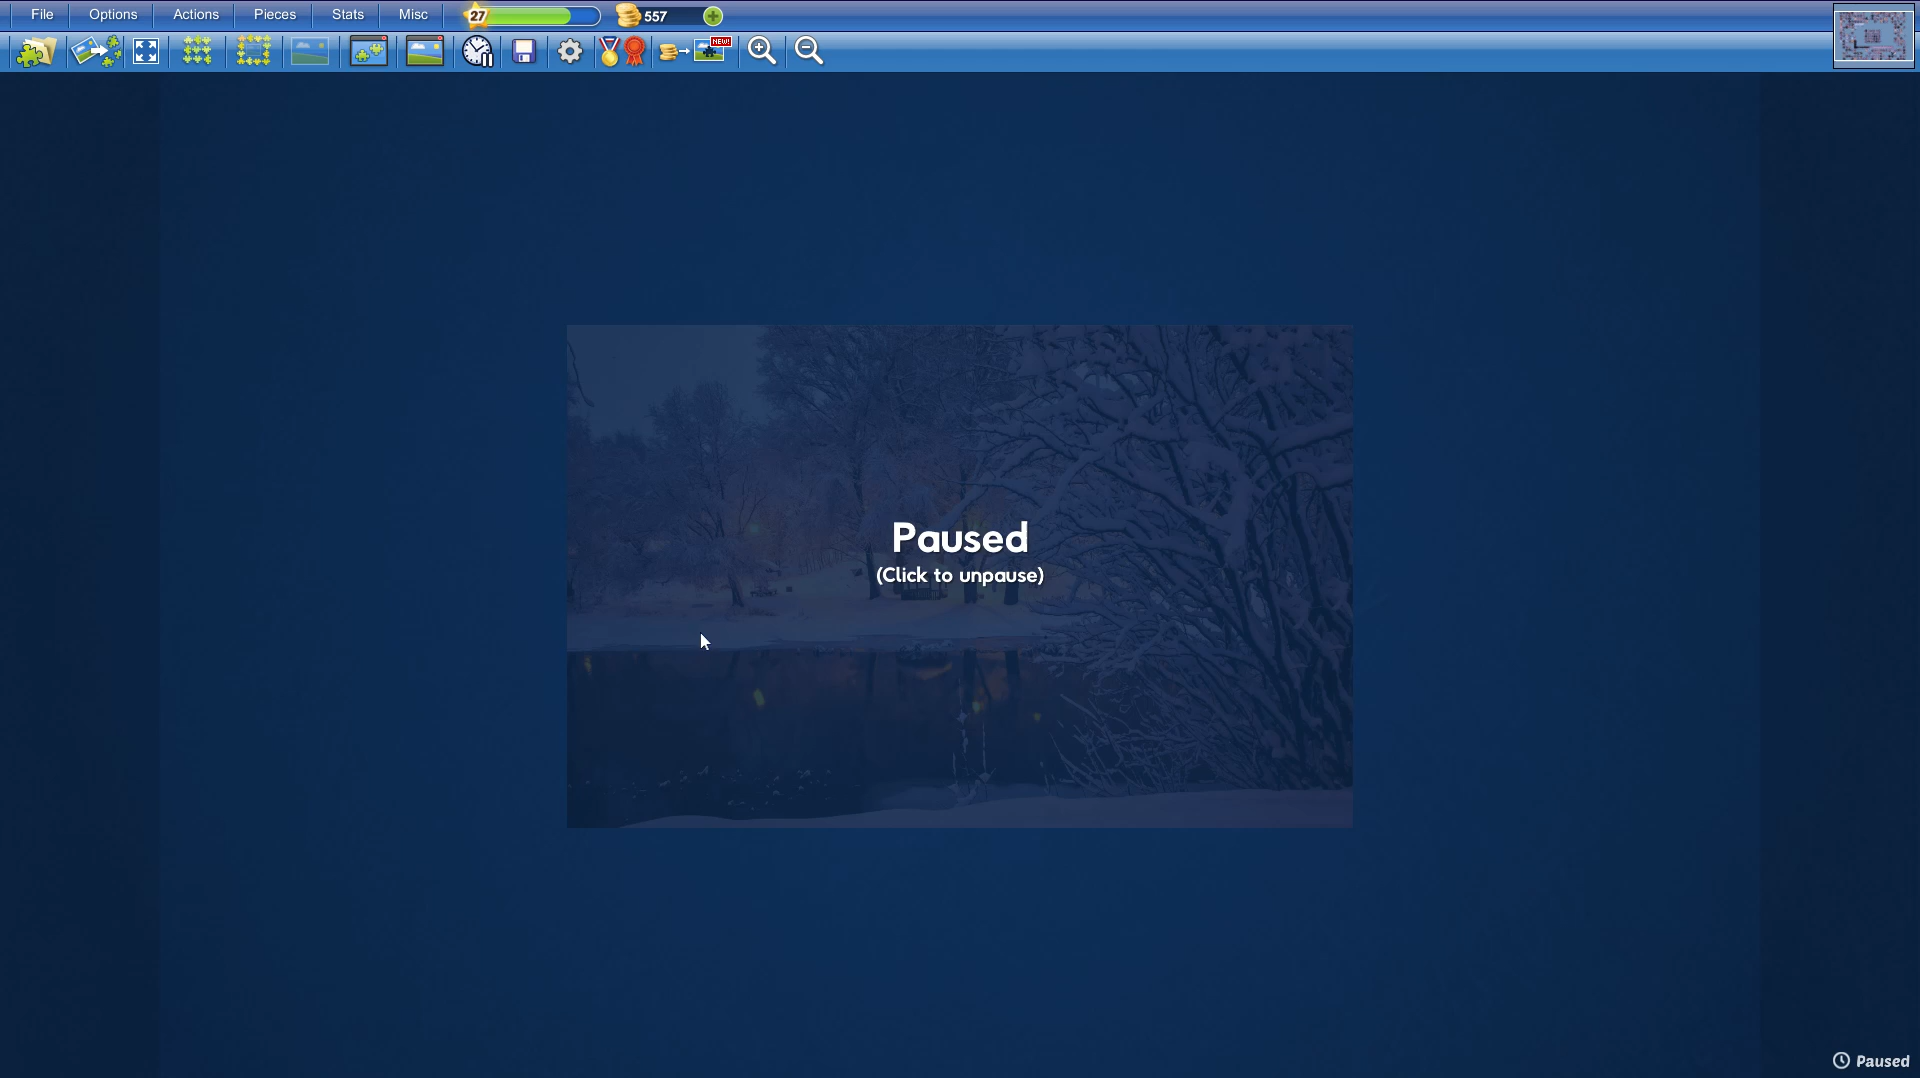 File Options Actions Pieces Stats Misc 27 557
NEW!
Paused
(Click to unpause)
Paused